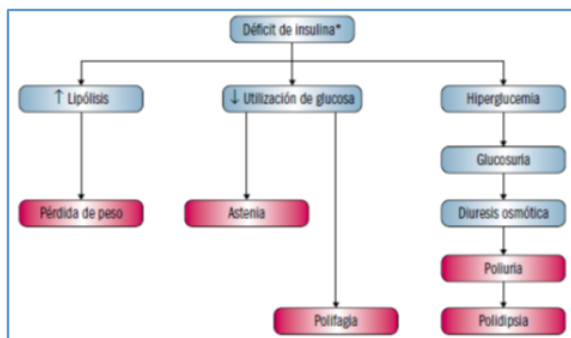 Déficit de insulina*
↑ Lipólisis
↓ Utilización de glucosa
Hiperglucemia
Glucosuria
Pérdida de peso
Astenia
Diuresis osmótica
Poliuria
Polifagia
Polidipsia